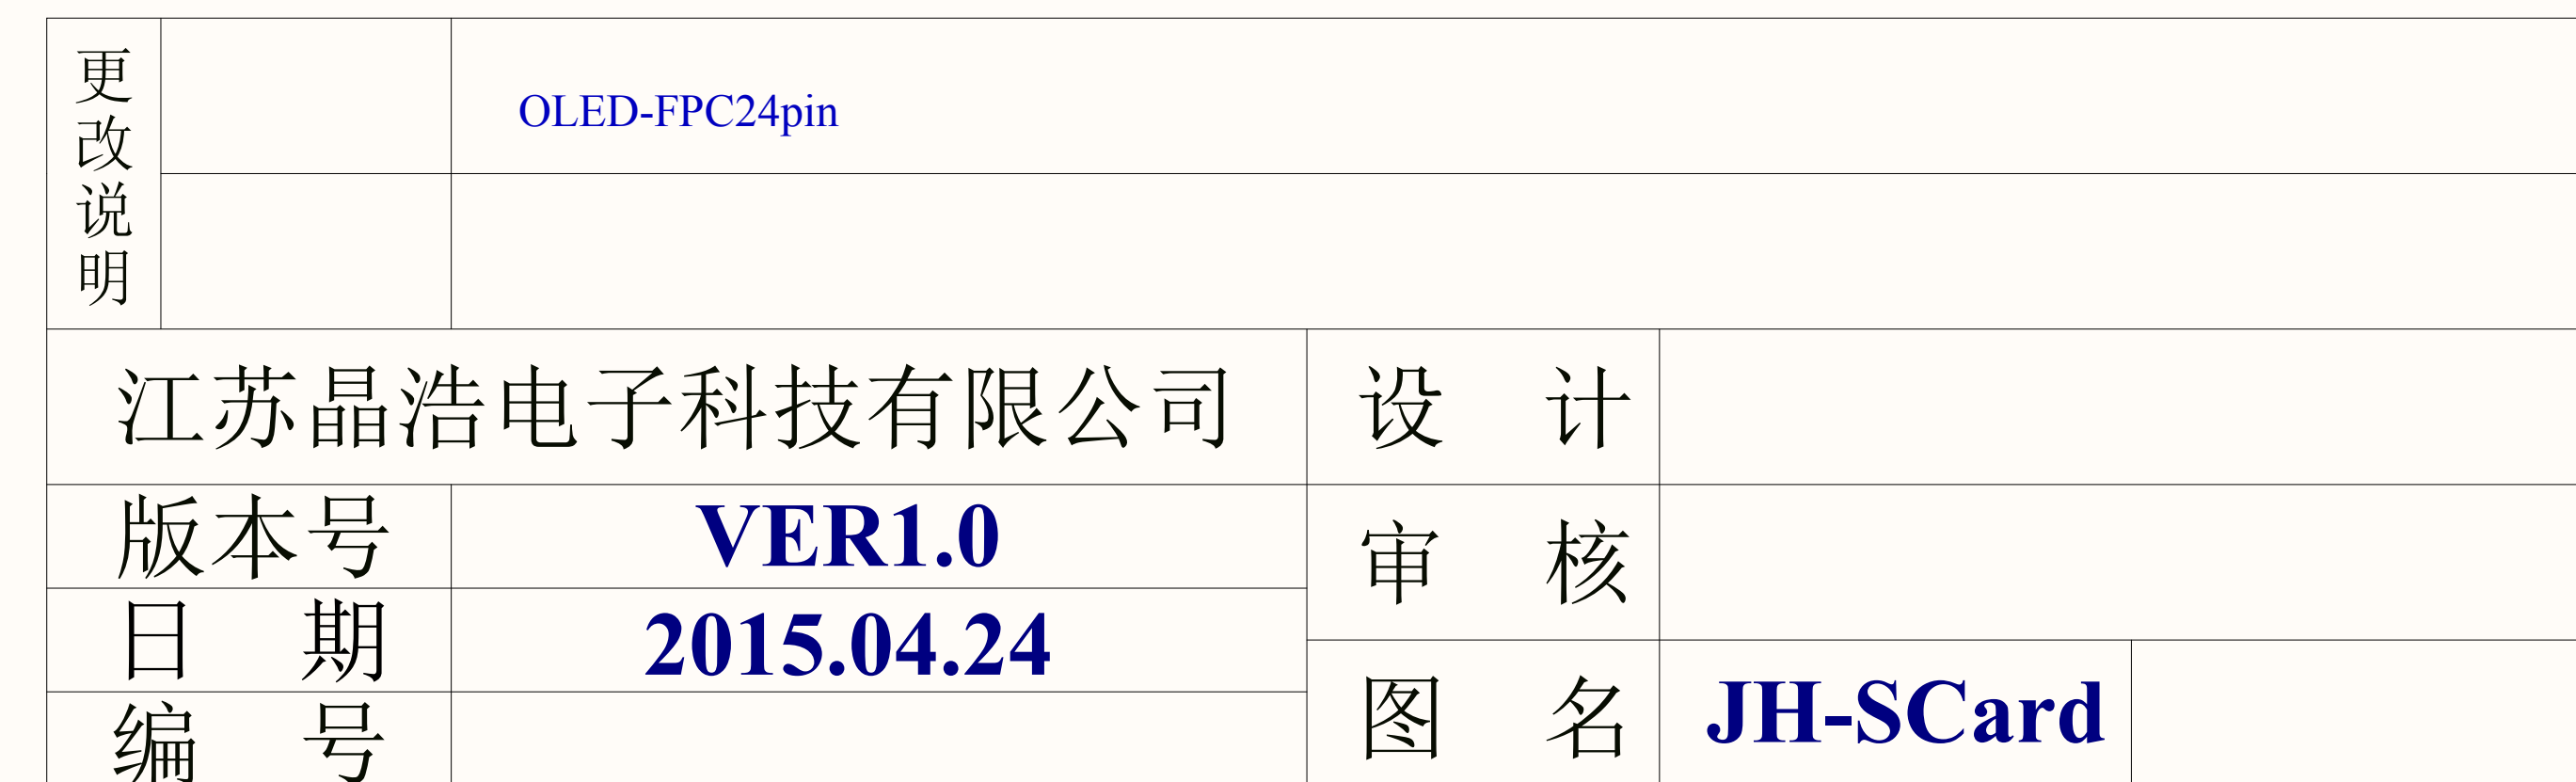 更改说明
OLED-FPC24pin
江苏晶浩电子科技有限公司
设 计
版本号
VER1.0
审 核
日 期
2015.04.24
图 名
JH-SCard
编 号